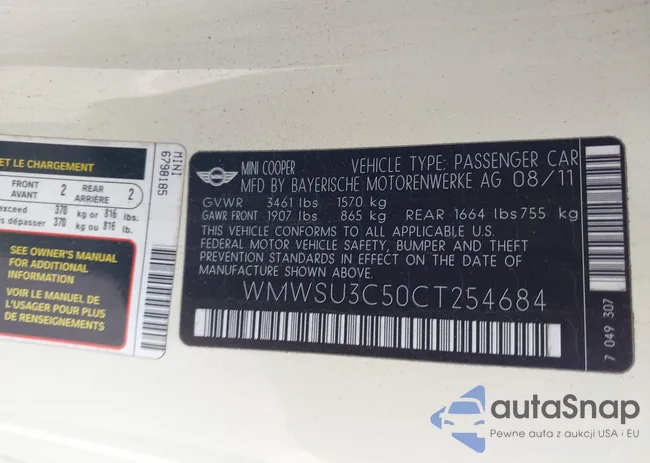 ET LE CHARGEMENT
FRONT 2 REAR 2
AVANT ARRIÈRE
exceed 370 kg or 816 lbs.
s dépasser 370 kg ou 816 lb.
SEE OWNER'S MANUAL
FOR ADDITIONAL
INFORMATION
VOIR LE MANUEL DE
L'USAGER POUR PLUS
DE RENSEIGNEMENTS
MINI
6798185
MINI
MINI COOPER VEHICLE TYPE: PASSENGER CAR
MFD BY BAYERISCHE MOTORENWERKE AG 08/11
GVWR 3461 lbs 1570 kg
GAWR FRONT 1907 lbs 865 kg REAR 1664 lbs 755 kg
THIS VEHICLE CONFORMS TO ALL APPLICABLE U.S.
FEDERAL MOTOR VEHICLE SAFETY, BUMPER AND THEFT
PREVENTION STANDARDS IN EFFECT ON THE DATE OF
MANUFACTURE SHOWN ABOVE.
WMWSU3C50CT254684
7 049 307
autaSnap
Pewne auta z aukcji USA i EU